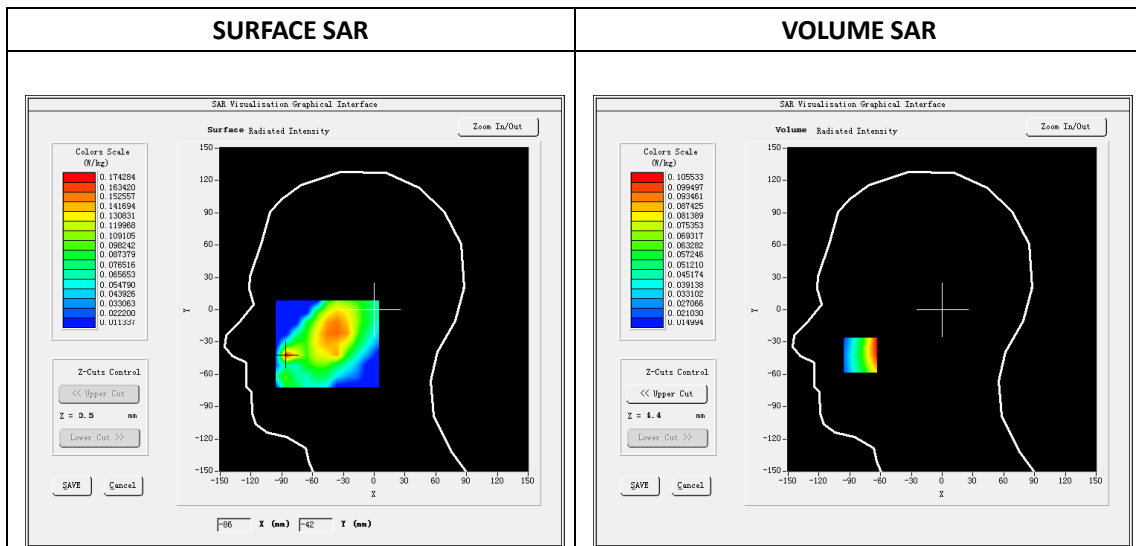 SURFACE SAR
VOLUME SAR
SAR Visualisation Graphical Interface
Surface Radiated Intensity
Zoom In/Out
Colors Scale
(W/kg)
0.174284
0.163420
0.152557
0.141694
0.130831
0.119968
0.109105
0.098242
0.087379
0.076516
0.065653
0.054790
0.043926
0.033063
0.022200
0.011337
150
120
90
60
30
0
-30
-60
-90
-120
-150
Y
-150 -120 -90 -60 -30 0 30 60 90 120 150
X
Z-Cuts Control
<< Upper Cut
Z = 0.5 mm
Lower Cut >>
SAVE
Cancel
-86 X (mm) -42 Y (mm)
SAR Visualisation Graphical Interface
Volume Radiated Intensity
Zoom In/Out
Colors Scale
(W/kg)
0.105533
0.099497
0.093461
0.087425
0.081389
0.075353
0.069317
0.063282
0.057246
0.051210
0.045174
0.039138
0.033102
0.027066
0.021030
0.014994
150
120
90
60
30
0
-30
-60
-90
-120
-150
Y
-150 -120 -90 -60 -30 0 30 60 90 120 150
X
Z-Cuts Control
<< Upper Cut
Z = 4.4 mm
Lower Cut >>
SAVE
Cancel